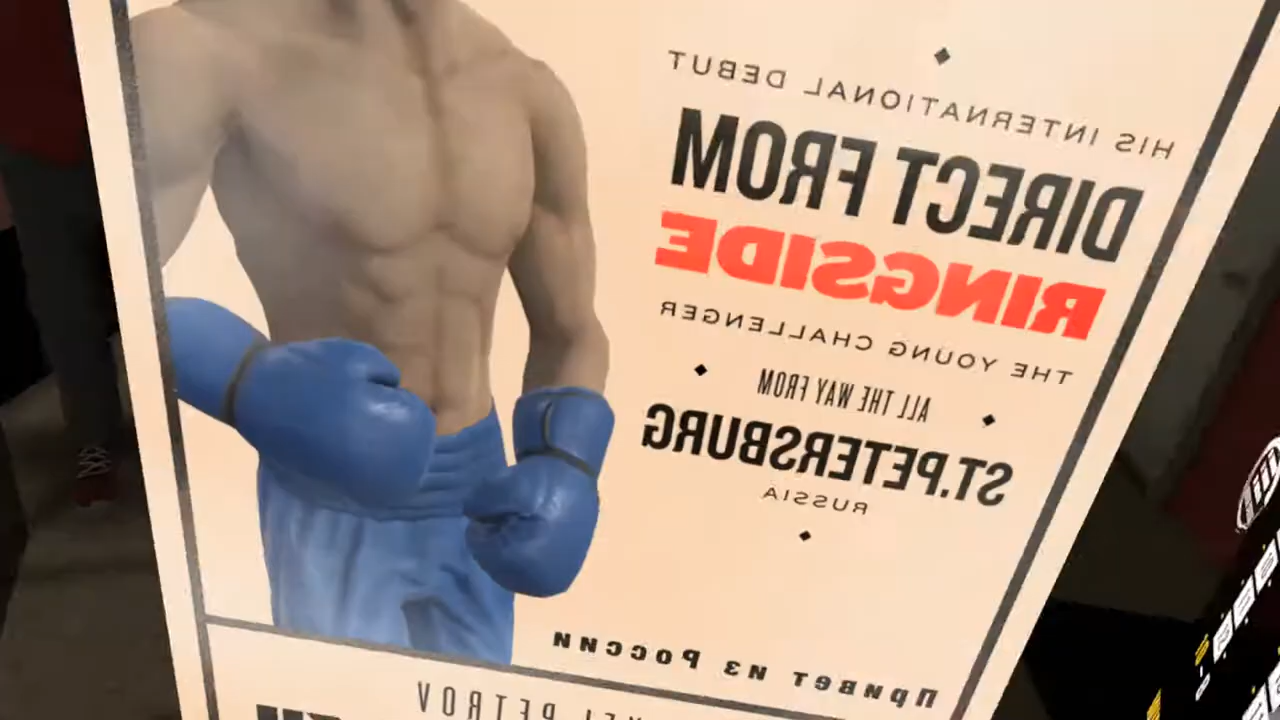 HIS INTERNATIONAL DEBUT
DIRECT FROM
RINGSIDE
THE YOUNG CHALLENGER
ALL THE WAY FROM
ST.PETERSBURG
RUSSIA
Привет из России
PETROV